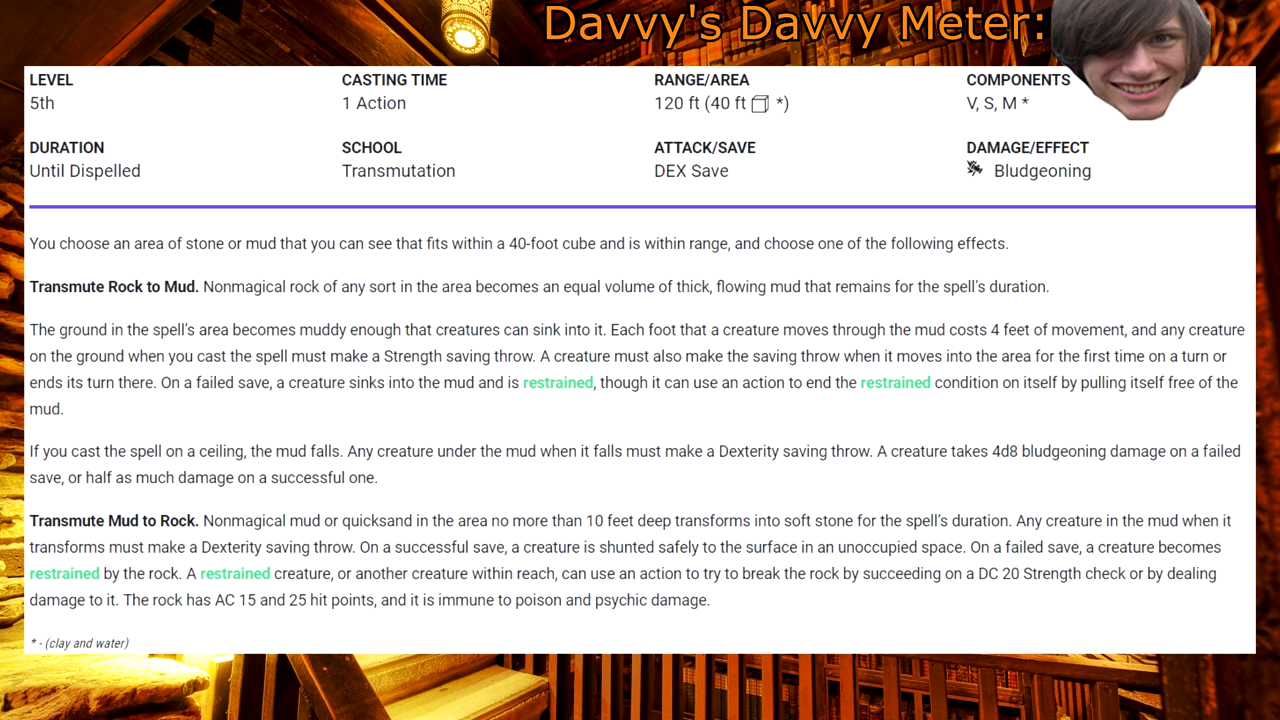 Davvy's Davvy Meter:
LEVEL CASTING TIME RANGE/AREA COMPONENTS
5th 1 Action 120 ft (40 ft *) V, S, M *
DURATION SCHOOL ATTACK/SAVE DAMAGE/EFFECT
Until Dispelled Transmutation DEX Save Bludgeoning
You choose an area of stone or mud that you can see that fits within a 40-foot cube and is within range, and choose one of the following effects.
Transmute Rock to Mud. Nonmagical rock of any sort in the area becomes an equal volume of thick, flowing mud that remains for the spell's duration.
The ground in the spell's area becomes muddy enough that creatures can sink into it. Each foot that a creature moves through the mud costs 4 feet of movement, and any creature
on the ground when you cast the spell must make a Strength saving throw. A creature must also make the saving throw when it moves into the area for the first time on a turn or
ends its turn there. On a failed save, a creature sinks into the mud and is restrained, though it can use an action to end the restrained condition on itself by pulling itself free of the
mud.
If you cast the spell on a ceiling, the mud falls. Any creature under the mud when it falls must make a Dexterity saving throw. A creature takes 4d8 bludgeoning damage on a failed
save, or half as much damage on a successful one.
Transmute Mud to Rock. Nonmagical mud or quicksand in the area no more than 10 feet deep transforms into soft stone for the spell's duration. Any creature in the mud when it
transforms must make a Dexterity saving throw. On a successful save, a creature is shunted safely to the surface in an unoccupied space. On a failed save, a creature becomes
restrained by the rock. A restrained creature, or another creature within reach, can use an action to try to break the rock by succeeding on a DC 20 Strength check or by dealing
damage to it. The rock has AC 15 and 25 hit points, and it is immune to poison and psychic damage.
* - (clay and water)